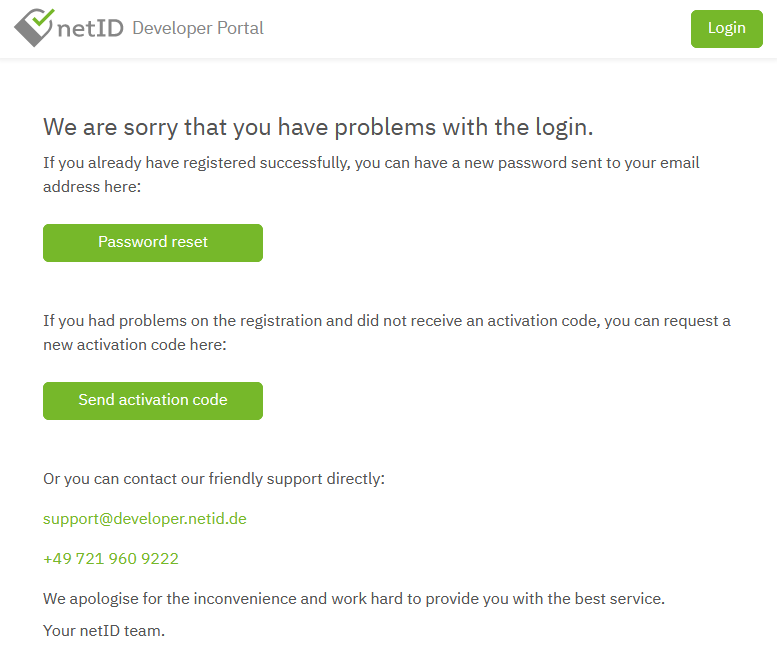 netID Developer Portal
Login
We are sorry that you have problems with the login.
If you already have registered successfully, you can have a new password sent to your email
address here:
Password reset
If you had problems on the registration and did not receive an activation code, you can request a
new activation code here:
Send activation code
Or you can contact our friendly support directly:
support@developer.netid.de
+49 721 960 9222
We apologise for the inconvenience and work hard to provide you with the best service.
Your netID team.